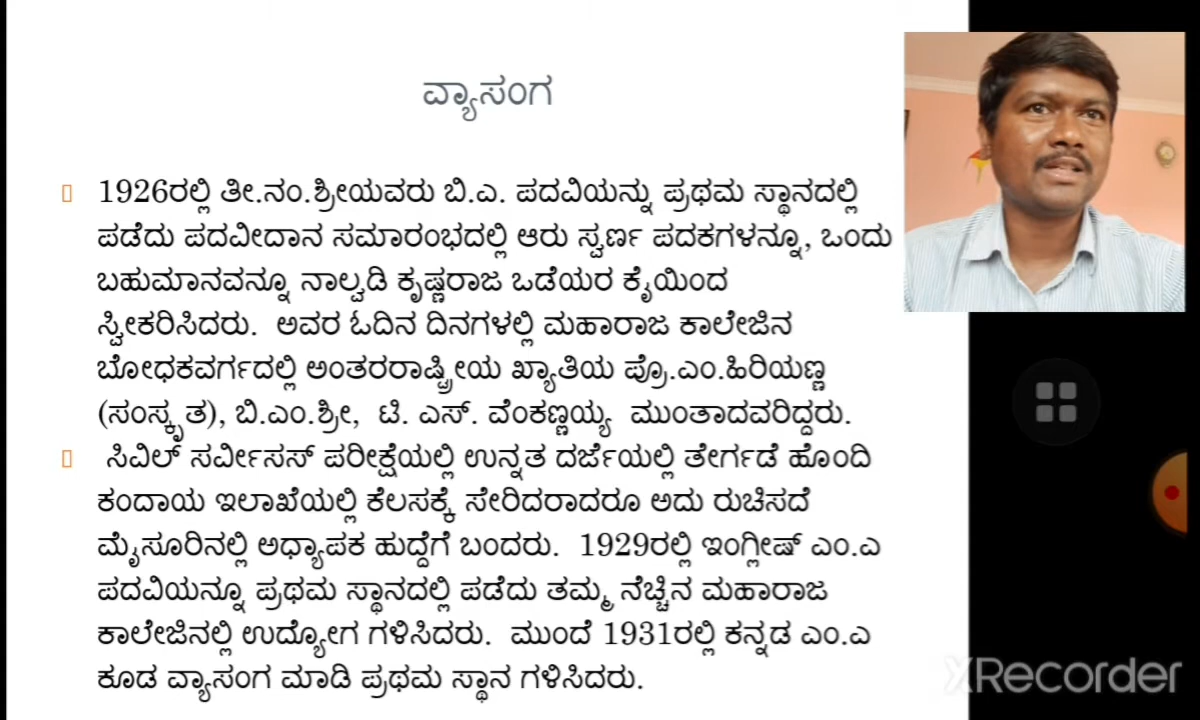 ವ್ಯಾಸಂಗ
1926ರಲ್ಲಿ ತೀ.ನಂ.ಶ್ರೀಯವರು ಬಿ.ಎ. ಪದವಿಯನ್ನು ಪ್ರಥಮ ಸ್ಥಾನದಲ್ಲಿ
ಪಡೆದು ಪದವೀದಾನ ಸಮಾರಂಭದಲ್ಲಿ ಆರು ಸ್ವರ್ಣ ಪದಕಗಳನ್ನೂ, ಒಂದು
ಬಹುಮಾನವನ್ನೂ ನಾಲ್ವಡಿ ಕೃಷ್ಣರಾಜ ಒಡೆಯರ ಕೈಯಿಂದ
ಸ್ವೀಕರಿಸಿದರು. ಅವರ ಓದಿನ ದಿನಗಳಲ್ಲಿ ಮಹಾರಾಜ ಕಾಲೇಜಿನ
ಬೋಧಕವರ್ಗದಲ್ಲಿ ಅಂತರರಾಷ್ಟ್ರೀಯ ಖ್ಯಾತಿಯ ಪ್ರೊ.ಎಂ.ಹಿರಿಯಣ್ಣ
(ಸಂಸ್ಕೃತ), ಬಿ.ಎಂ.ಶ್ರೀ, ಟಿ. ಎಸ್. ವೆಂಕಣ್ಣಯ್ಯ ಮುಂತಾದವರಿದ್ದರು.
ಸಿವಿಲ್ ಸರ್ವೀಸಸ್ ಪರೀಕ್ಷೆಯಲ್ಲಿ ಉನ್ನತ ದರ್ಜೆಯಲ್ಲಿ ತೇರ್ಗಡೆ ಹೊಂದಿ
ಕಂದಾಯ ಇಲಾಖೆಯಲ್ಲಿ ಕೆಲಸಕ್ಕೆ ಸೇರಿದರಾದರೂ ಅದು ರುಚಿಸದೆ
ಮೈಸೂರಿನಲ್ಲಿ ಅಧ್ಯಾಪಕ ಹುದ್ದೆಗೆ ಬಂದರು. 1929ರಲ್ಲಿ ಇಂಗ್ಲೀಷ್ ಎಂ.ಎ
ಪದವಿಯನ್ನೂ ಪ್ರಥಮ ಸ್ಥಾನದಲ್ಲಿ ಪಡೆದು ತಮ್ಮ ನೆಚ್ಚಿನ ಮಹಾರಾಜ
ಕಾಲೇಜಿನಲ್ಲಿ ಉದ್ಯೋಗ ಗಳಿಸಿದರು. ಮುಂದೆ 1931ರಲ್ಲಿ ಕನ್ನಡ ಎಂ.ಎ
ಕೂಡ ವ್ಯಾಸಂಗ ಮಾಡಿ ಪ್ರಥಮ ಸ್ಥಾನ ಗಳಿಸಿದರು.
XRecorder